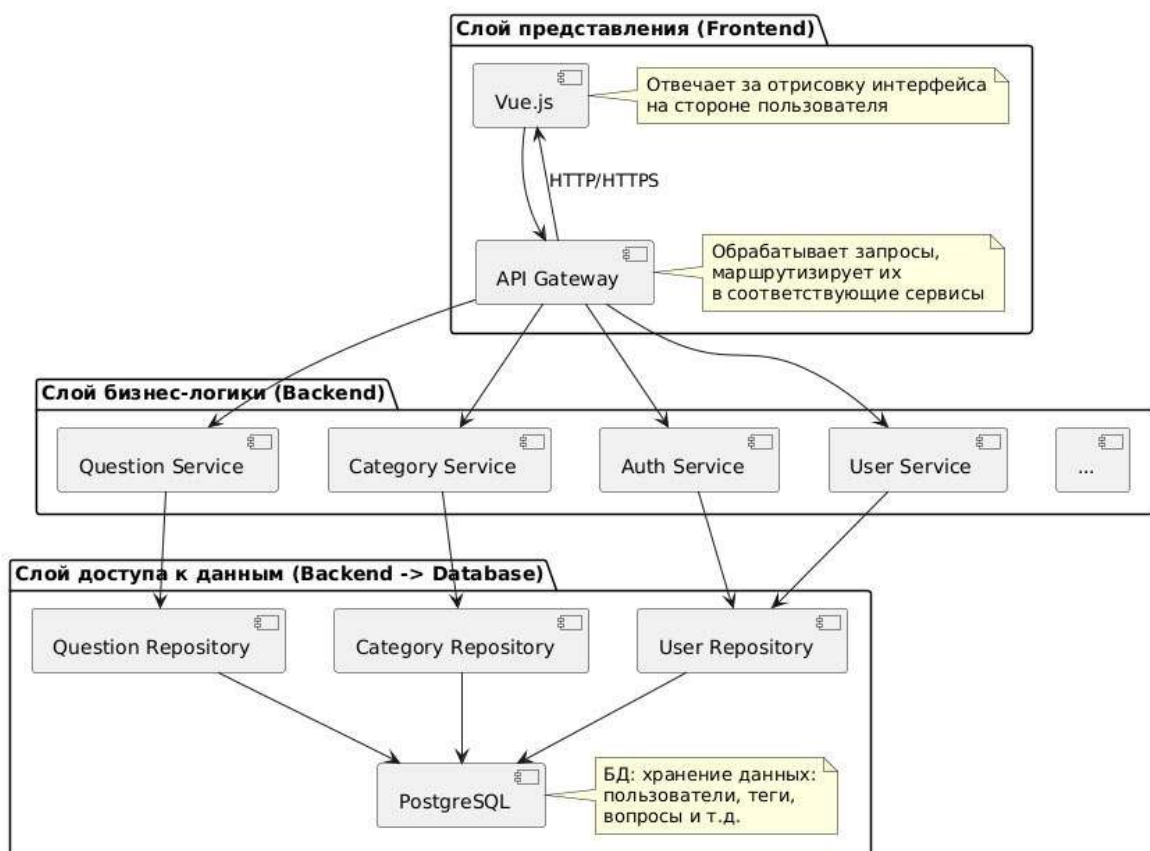 Слой представления (Frontend)
Vue.js
Отвечает за отрисовку интерфейса
на стороне пользователя
HTTP/HTTPS
API Gateway
Обрабатывает запросы,
маршрутизирует их
в соответствующие сервисы
Слой бизнес-логики (Backend)
Question Service
Category Service
Auth Service
User Service
...
Слой доступа к данным (Backend -> Database)
Question Repository
Category Repository
User Repository
PostgreSQL
БД: хранение данных:
пользователи, теги,
вопросы и т.д.